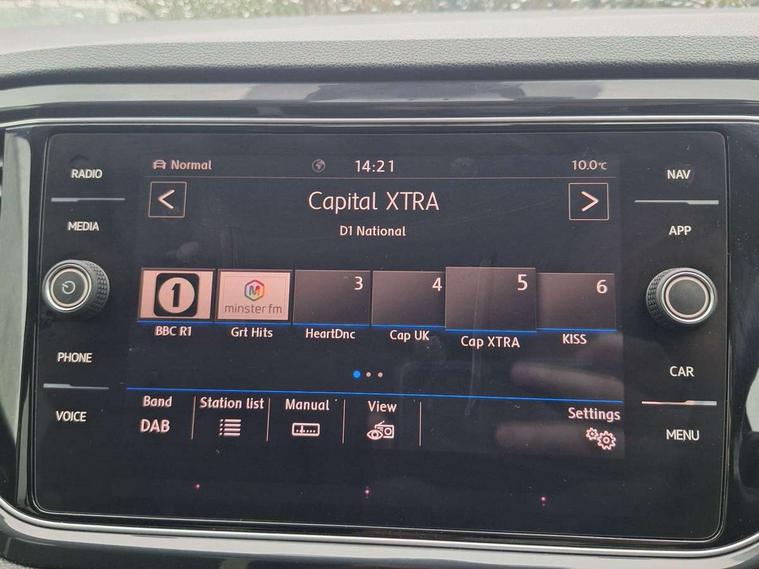 RADIO
MEDIA
PHONE
VOICE
Normal
14:21
10.0°C
<
Capital XTRA
>
D1 National
1
M
minster fm
3
4
5
6
BBC R1
Grt Hits
HeartDnc
Cap UK
Cap XTRA
KISS
Band
DAB
Station list
Manual
View
Settings
NAV
APP
CAR
MENU